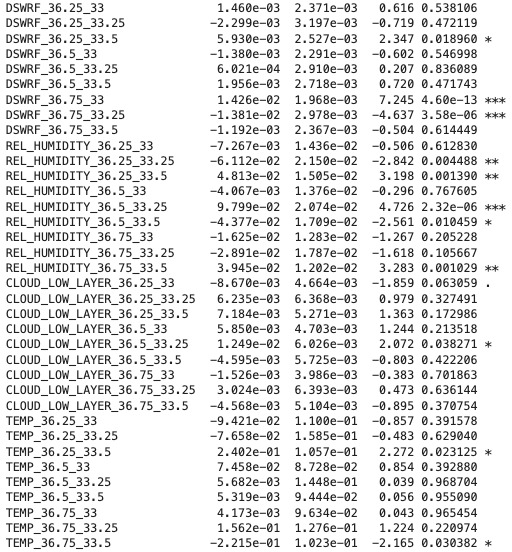 DSWRF_36.25_33 1.460e-03 2.371e-03 0.616 0.538106
DSWRF_36.25_33.25 -2.299e-03 3.197e-03 -0.719 0.472119
DSWRF_36.25_33.5 5.930e-03 2.527e-03 2.347 0.018960 *
DSWRF_36.5_33 -1.380e-03 2.291e-03 -0.602 0.546998
DSWRF_36.5_33.25 6.021e-04 2.910e-03 0.207 0.836089
DSWRF_36.5_33.5 1.956e-03 2.718e-03 0.720 0.471743
DSWRF_36.75_33 1.426e-02 1.968e-03 7.245 4.60e-13 ***
DSWRF_36.75_33.25 -1.381e-02 2.978e-03 -4.637 3.58e-06 ***
DSWRF_36.75_33.5 -1.192e-03 2.367e-03 -0.504 0.614449
REL_HUMIDITY_36.25_33 -7.267e-03 1.436e-02 -0.506 0.612830
REL_HUMIDITY_36.25_33.25 -6.112e-02 2.150e-02 -2.842 0.004488 **
REL_HUMIDITY_36.25_33.5 4.813e-02 1.505e-02 3.198 0.001390 **
REL_HUMIDITY_36.5_33 -4.067e-03 1.376e-02 -0.296 0.767605
REL_HUMIDITY_36.5_33.25 9.799e-02 2.074e-02 4.726 2.32e-06 ***
REL_HUMIDITY_36.5_33.5 -4.377e-02 1.709e-02 -2.561 0.010459 *
REL_HUMIDITY_36.75_33 -1.625e-02 1.283e-02 -1.267 0.205228
REL_HUMIDITY_36.75_33.25 -2.891e-02 1.787e-02 -1.618 0.105667
REL_HUMIDITY_36.75_33.5 3.945e-02 1.202e-02 3.283 0.001029 **
CLOUD_LOW_LAYER_36.25_33 -8.670e-03 4.664e-03 -1.859 0.063059 .
CLOUD_LOW_LAYER_36.25_33.25 6.235e-03 6.368e-03 0.979 0.327491
CLOUD_LOW_LAYER_36.25_33.5 7.184e-03 5.271e-03 1.363 0.172986
CLOUD_LOW_LAYER_36.5_33 5.850e-03 4.703e-03 1.244 0.213518
CLOUD_LOW_LAYER_36.5_33.25 1.249e-02 6.026e-03 2.072 0.038271 *
CLOUD_LOW_LAYER_36.5_33.5 -4.595e-03 5.725e-03 -0.803 0.422206
CLOUD_LOW_LAYER_36.75_33 -1.526e-03 3.986e-03 -0.383 0.701863
CLOUD_LOW_LAYER_36.75_33.25 3.024e-03 6.393e-03 0.473 0.636144
CLOUD_LOW_LAYER_36.75_33.5 -4.568e-03 5.104e-03 -0.895 0.370754
TEMP_36.25_33 -9.421e-02 1.100e-01 -0.857 0.391578
TEMP_36.25_33.25 -7.658e-02 1.585e-01 -0.483 0.629040
TEMP_36.25_33.5 2.402e-01 1.057e-01 2.272 0.023125 *
TEMP_36.5_33 7.458e-02 8.728e-02 0.854 0.392880
TEMP_36.5_33.25 5.682e-03 1.448e-01 0.039 0.968704
TEMP_36.5_33.5 5.319e-03 9.444e-02 0.056 0.955090
TEMP_36.75_33 4.173e-03 9.634e-02 0.043 0.965454
TEMP_36.75_33.25 1.562e-01 1.276e-01 1.224 0.220974
TEMP_36.75_33.5 -2.215e-01 1.023e-01 -2.165 0.030382 *